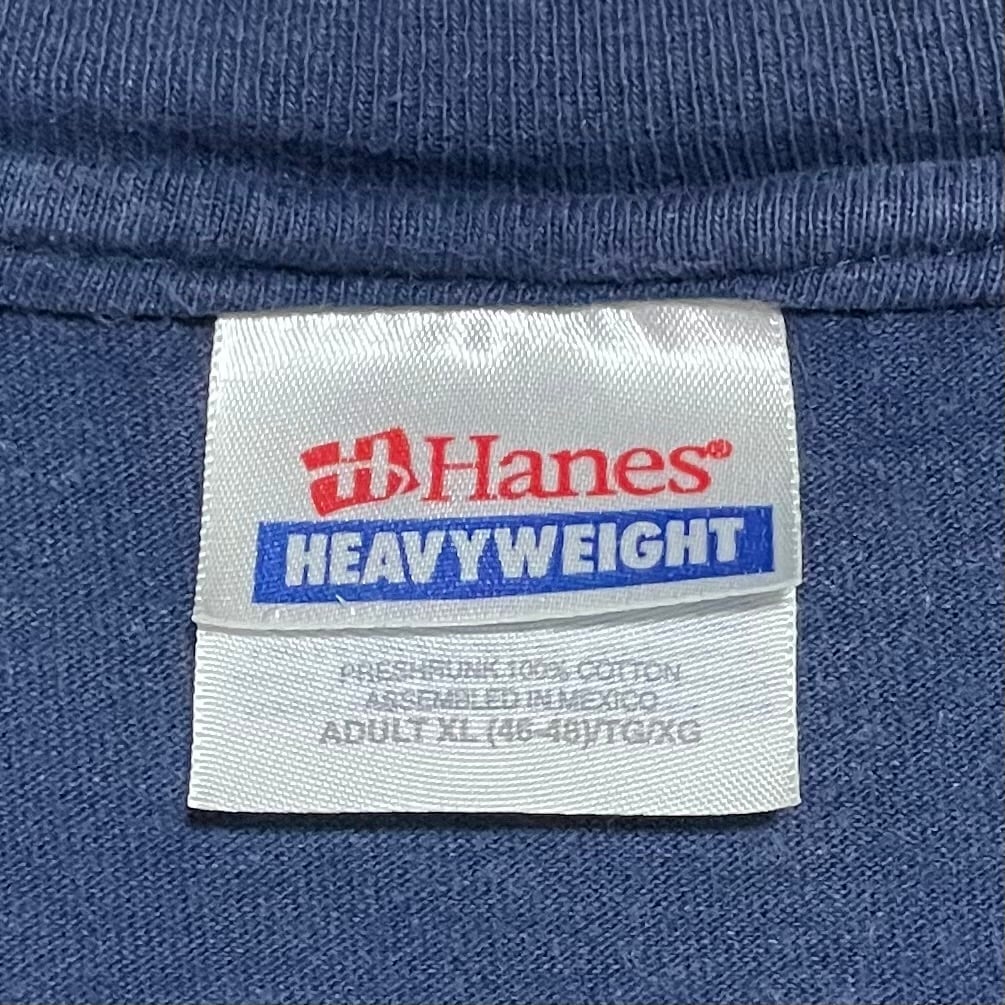 Hanes®
HEAVYWEIGHT
PRESHRUNK 100% COTTON
ASSEMBLED IN MEXICO
ADULT XL (46-48)/TG/XG